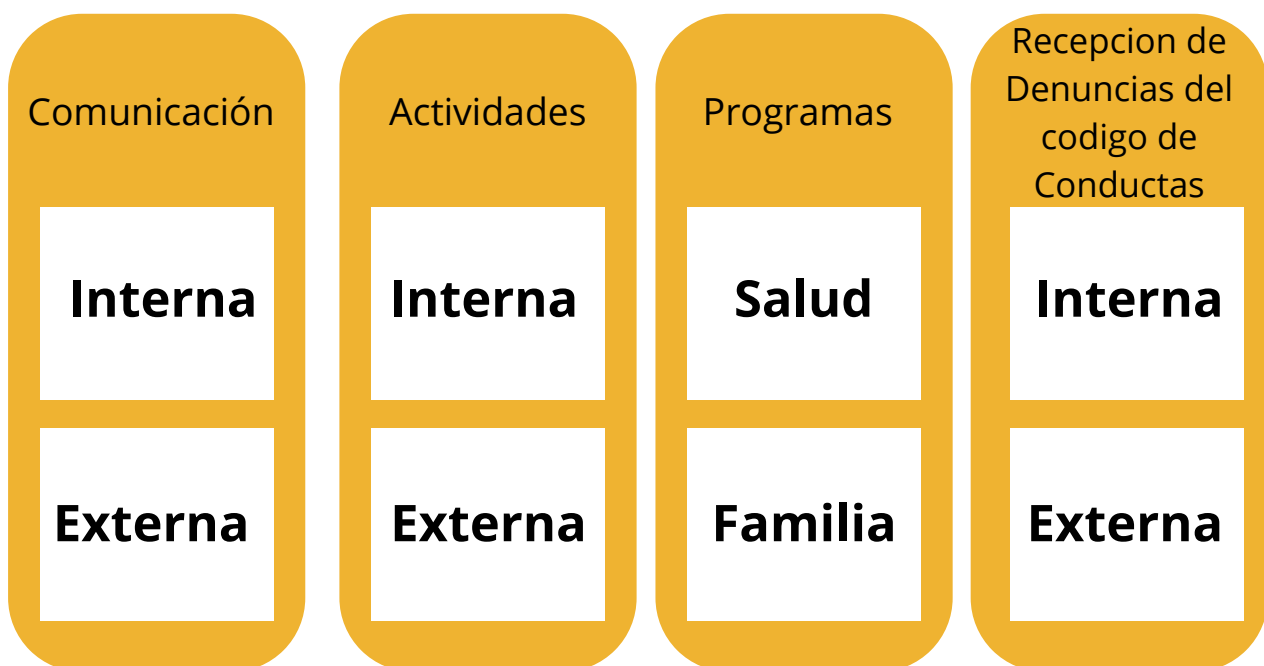 Comunicación
Interna
Externa
Actividades
Interna
Externa
Programas
Salud
Familia
Recepcion de
Denuncias del
codigo de
Conductas
Interna
Externa